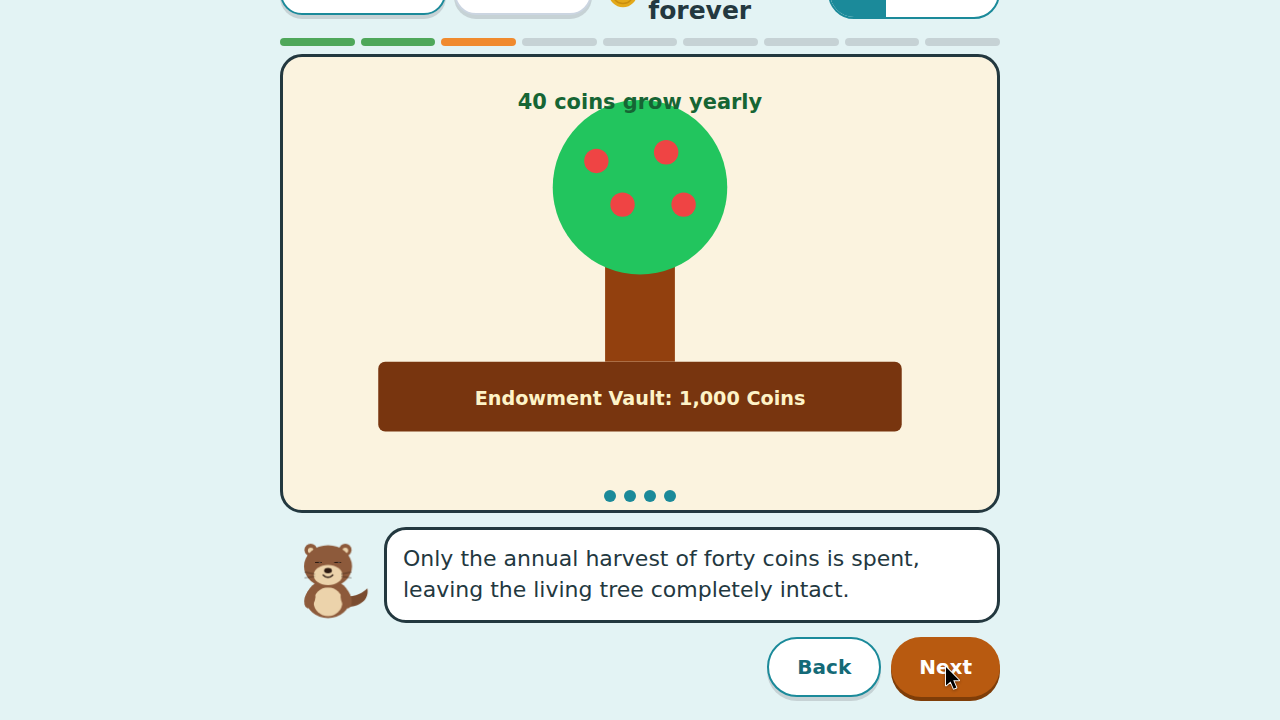 forever
40 coins grow yearly
Endowment Vault: 1,000 Coins
Only the annual harvest of forty coins is spent,
leaving the living tree completely intact.
Back
Next